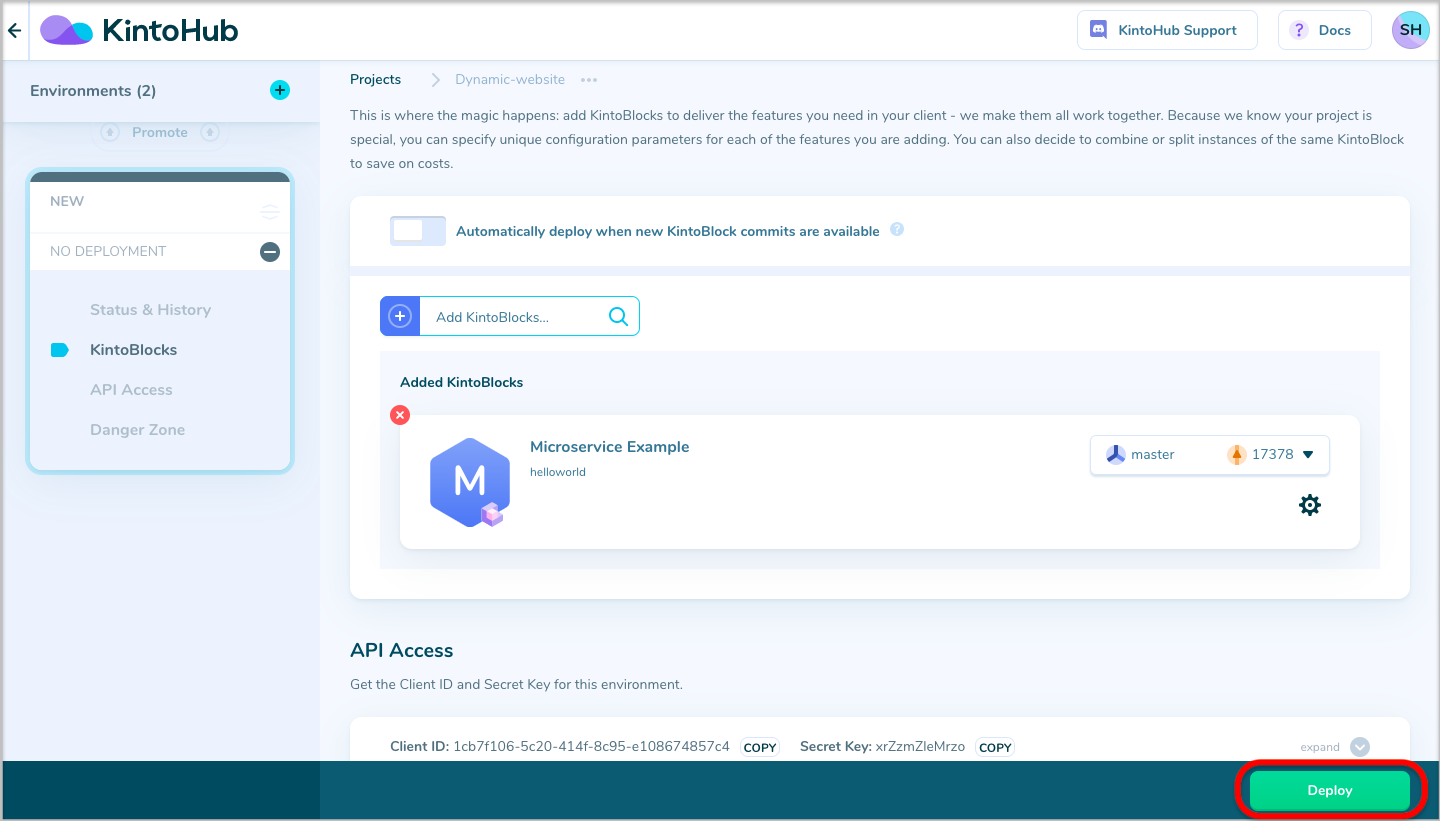 KintoHub
KintoHub Support
? Docs
SH
Environments (2)
+
Promote
NEW
NO DEPLOYMENT
Status & History
KintoBlocks
API Access
Danger Zone
Projects
Dynamic-website
This is where the magic happens: add KintoBlocks to deliver the features you need in your client - we make them all work together. Because we know your project is
special, you can specify unique configuration parameters for each of the features you are adding. You can also decide to combine or split instances of the same KintoBlock
to save on costs.
Automatically deploy when new KintoBlock commits are available ?
Add KintoBlocks...
Added KintoBlocks
M
Microservice Example
helloworld
master
17378
API Access
Get the Client ID and Secret Key for this environment.
Client ID: 1cb7f106-5c20-414f-8c95-e108674857c4 COPY Secret Key: xrZzmZleMrzo COPY
expand
Deploy